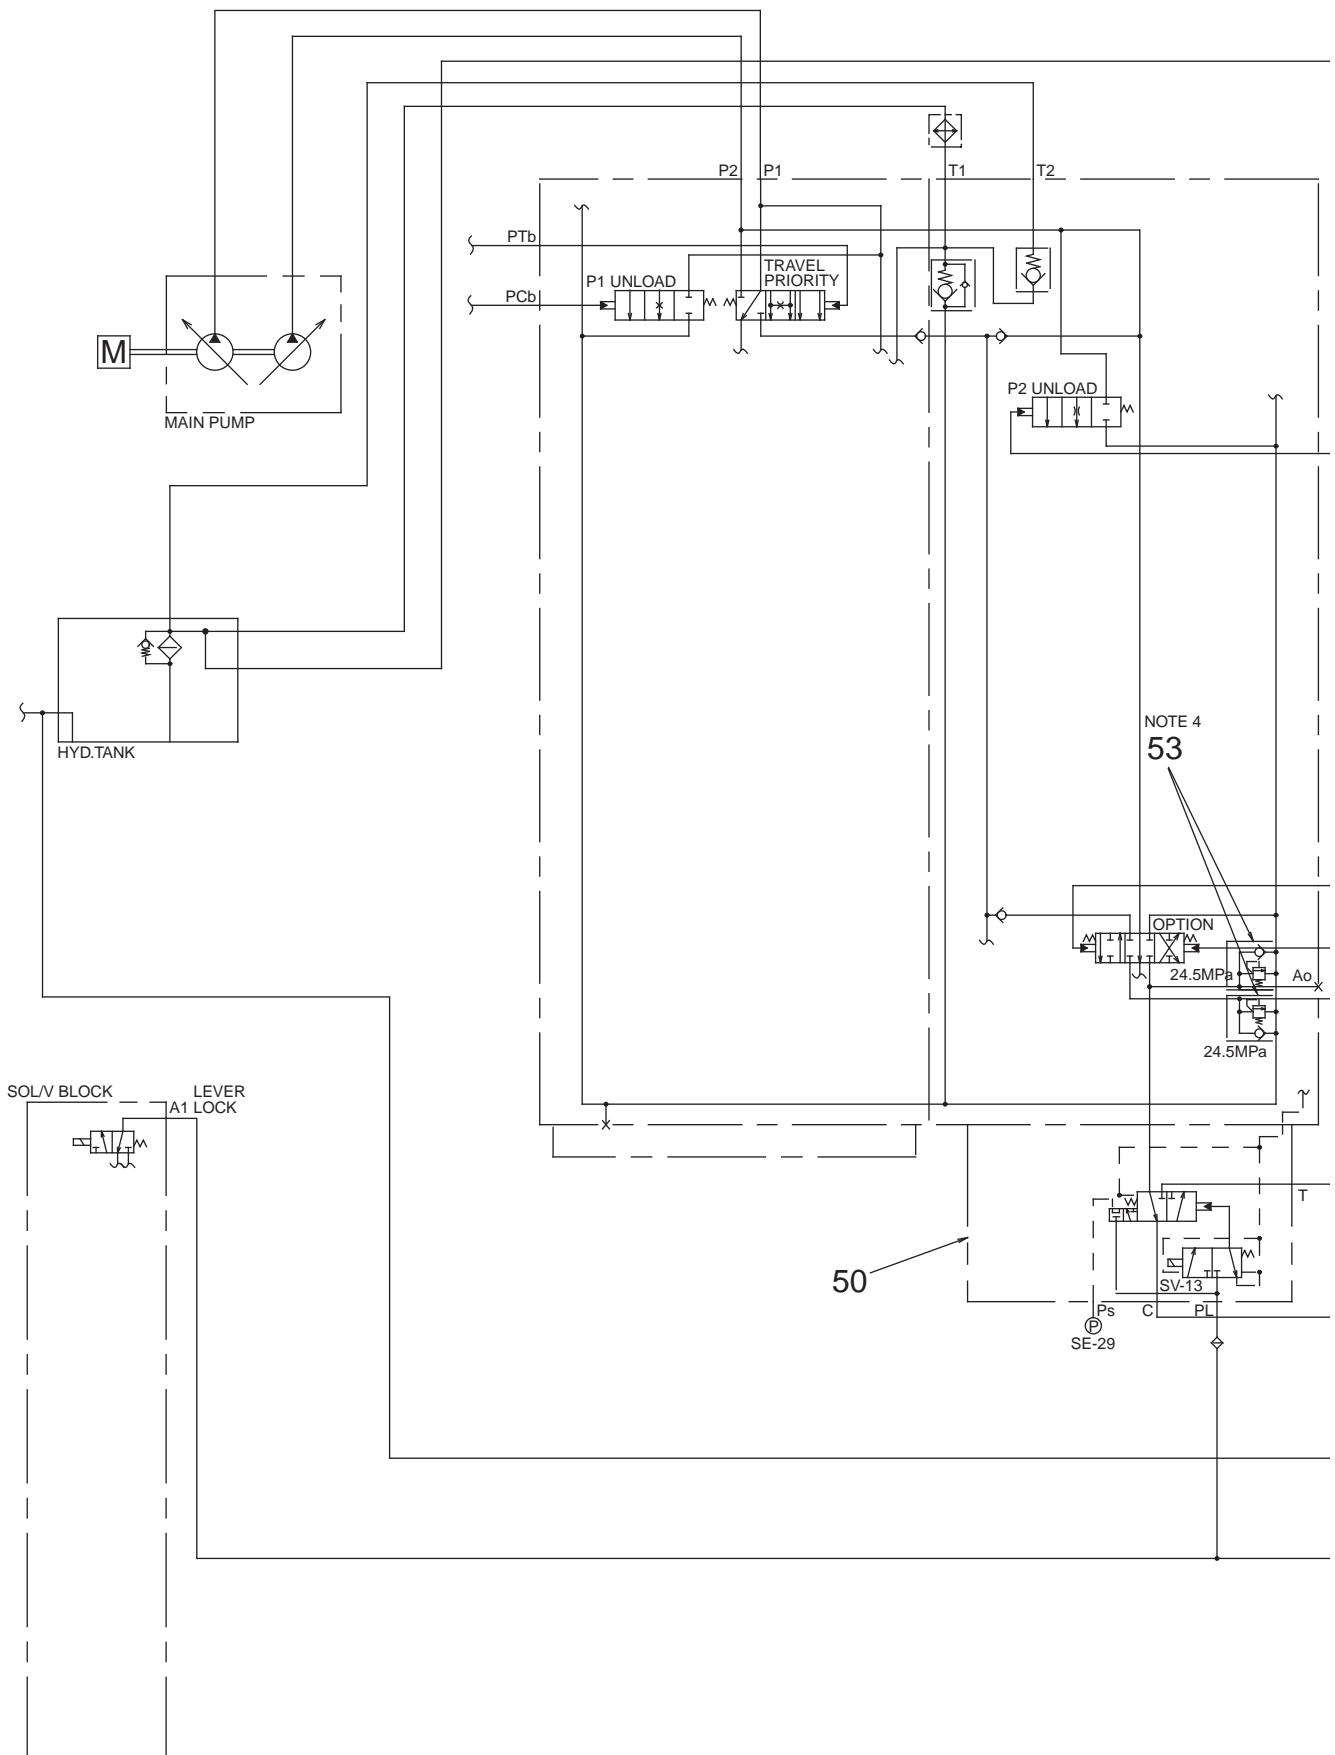 P2 P1 T1 T2
PTb
P1 UNLOAD
TRAVEL
PRIORITY
PCb
M
MAIN PUMP
P2 UNLOAD
HYD.TANK
NOTE 4
53
OPTION
24.5MPa Ao
24.5MPa
SOL/V BLOCK
A1
LEVER
LOCK
T
50
SV-13
Ps C PL
P
SE-29